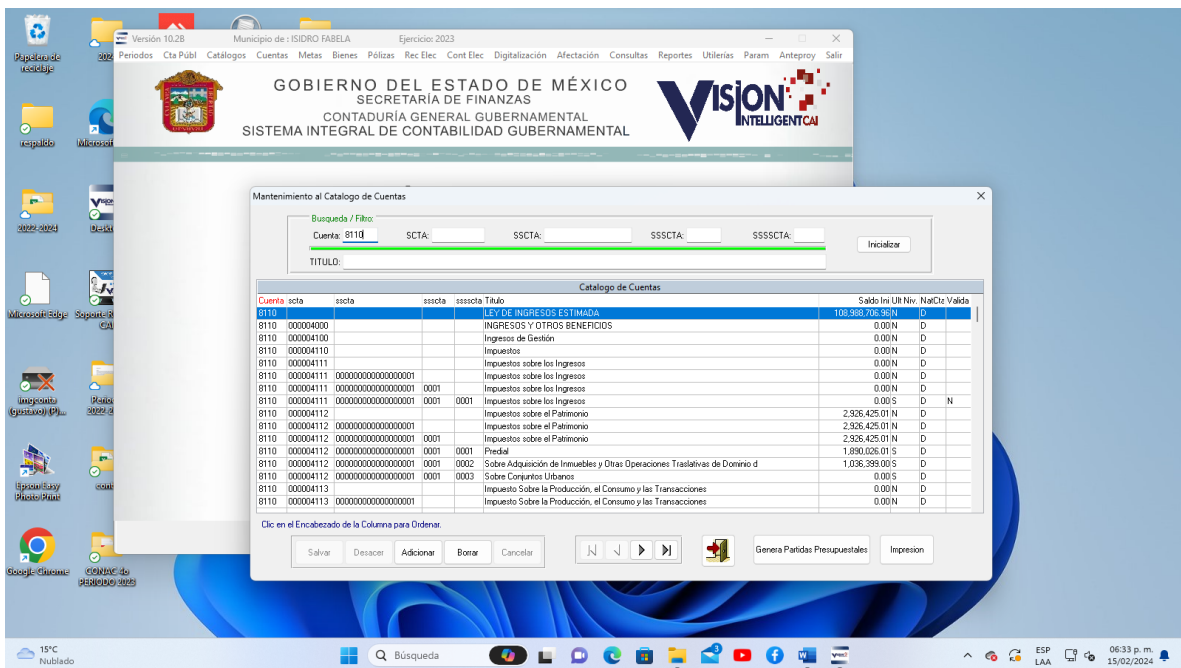 Versión 10.2B Municipio de : ISIDRO FABELA Ejercicio: 2023
Periodos Cta Públ Catálogos Cuentas Metas Bienes Pólizas Rec Elec Cont Elec Digitalización Afectación Consultas Reportes Utilerías Param Anteproy Salir
GOBIERNO DEL ESTADO DE MÉXICO
SECRETARÍA DE FINANZAS
CONTADURÍA GENERAL GUBERNAMENTAL
SISTEMA INTEGRAL DE CONTABILIDAD GUBERNAMENTAL
VISION
INTELLIGENTCAI
Papelera de
reciclaje
202
respaldo
Microsoft
2022-2024
Microsoft Edge
Soporte R
CAI
imgconta
(gustavo) (P)...
Perio
2022-2
Epson Easy
Photo Print
cont
Google Chrome
CONAC 4o
PERIODO 2023
Mantenimiento al Catalogo de Cuentas
Busqueda / Filtro:
Cuenta: 8110 SCTA: SSCTA: SSSCTA: SSSSCTA:
Inicializar
TITULO:
Catalogo de Cuentas
Cuenta scta sscta ssscta sssscta Titulo Saldo Ini Ult Niv. NatCta Valida
8110 LEY DE INGRESOS ESTIMADA 108,988,706.96 N D
8110 000004000 INGRESOS Y OTROS BENEFICIOS 0.00 N D
8110 000004100 Ingresos de Gestión 0.00 N D
8110 000004110 Impuestos 0.00 N D
8110 000004111 Impuestos sobre los Ingresos 0.00 N D
8110 000004111 000000000000000001 Impuestos sobre los Ingresos 0.00 N D
8110 000004111 000000000000000001 0001 Impuestos sobre los Ingresos 0.00 N D
8110 000004111 000000000000000001 0001 0001 Impuestos sobre los Ingresos 0.00 S D N
8110 000004112 Impuestos sobre el Patrimonio 2,926,425.01 N D
8110 000004112 000000000000000001 Impuestos sobre el Patrimonio 2,926,425.01 N D
8110 000004112 000000000000000001 0001 Impuestos sobre el Patrimonio 2,926,425.01 N D
8110 000004112 000000000000000001 0001 0001 Predial 1,890,026.01 S D
8110 000004112 000000000000000001 0001 0002 Sobre Adquisición de Inmuebles y Otras Operaciones Traslativas de Dominio d 1,036,399.00 S D
8110 000004112 000000000000000001 0001 0003 Sobre Conjuntos Urbanos 0.00 S D
8110 000004113 Impuesto Sobre la Producción, el Consumo y las Transacciones 0.00 N D
8110 000004113 000000000000000001 Impuesto Sobre la Producción, el Consumo y las Transacciones 0.00 N D
Clic en el Encabezado de la Columna para Ordenar.
Salvar Desacer Adicionar Borrar Cancelar Genera Partidas Presupuestales Impresion
15°C
Nublado
Búsqueda
3
ESP
LAA
06:33 p. m.
15/02/2024